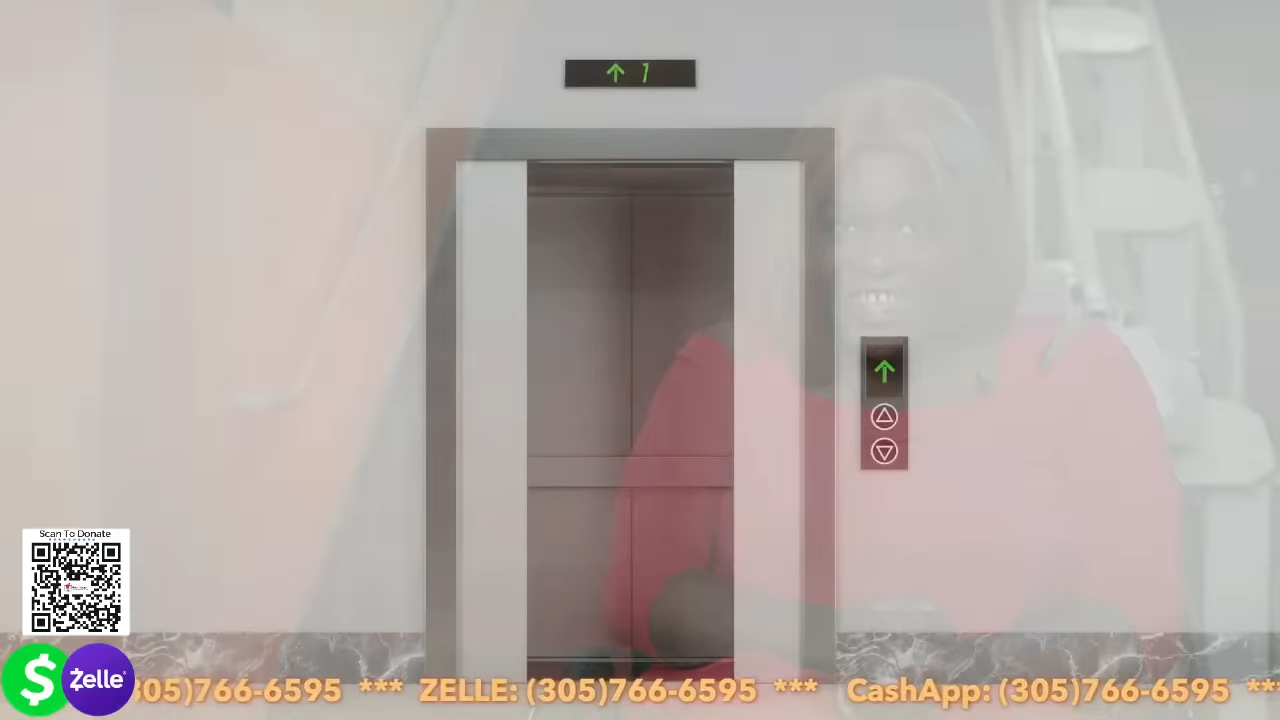 ↑ 1
Scan To Donate
$ Zelle
305)766-6595 *** ZELLE: (305)766-6595 *** CashApp: (305)766-6595 **